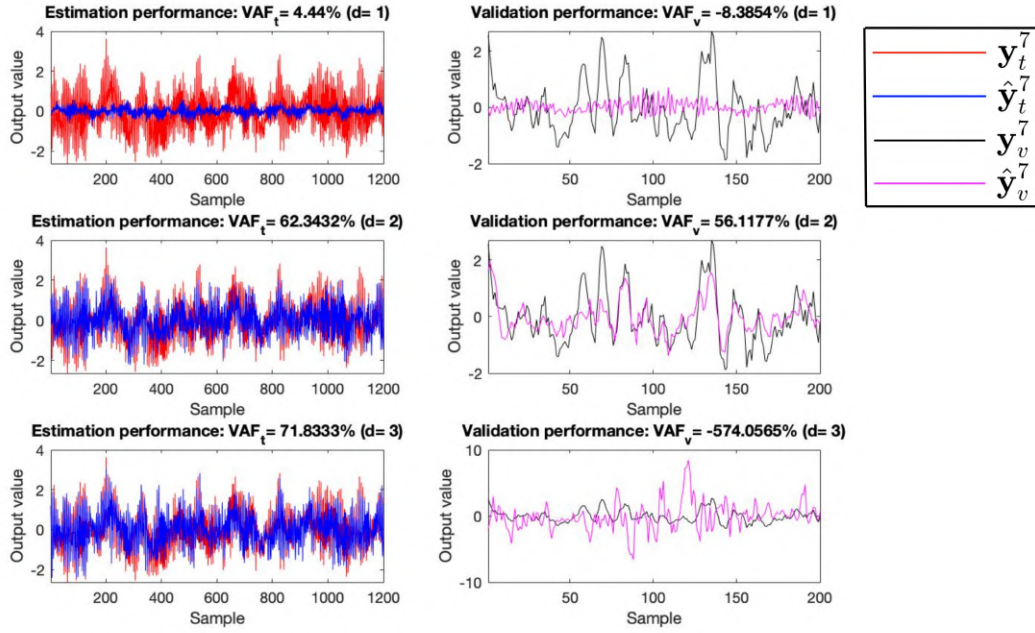 Estimation performance: VAF_t= 4.44% (d= 1)
Output value
4
2
0
-2
200 400 600 800 1000 1200
Sample
Validation performance: VAF_v= -8.3854% (d= 1)
Output value
2
0
-2
50 100 150 200
Sample
y_t^7
ŷ_t^7
y_v^7
ŷ_v^7
Estimation performance: VAF_t= 62.3432% (d= 2)
Output value
4
2
0
-2
200 400 600 800 1000 1200
Sample
Validation performance: VAF_v= 56.1177% (d= 2)
Output value
2
0
2
50 100 150 200
Sample
Estimation performance: VAF_t= 71.8333% (d= 3)
Output value
4
2
0
-2
200 400 600 800 1000 1200
Sample
Validation performance: VAF_v= -574.0565% (d= 3)
Output value
10
0
-10
50 100 150 200
Sample